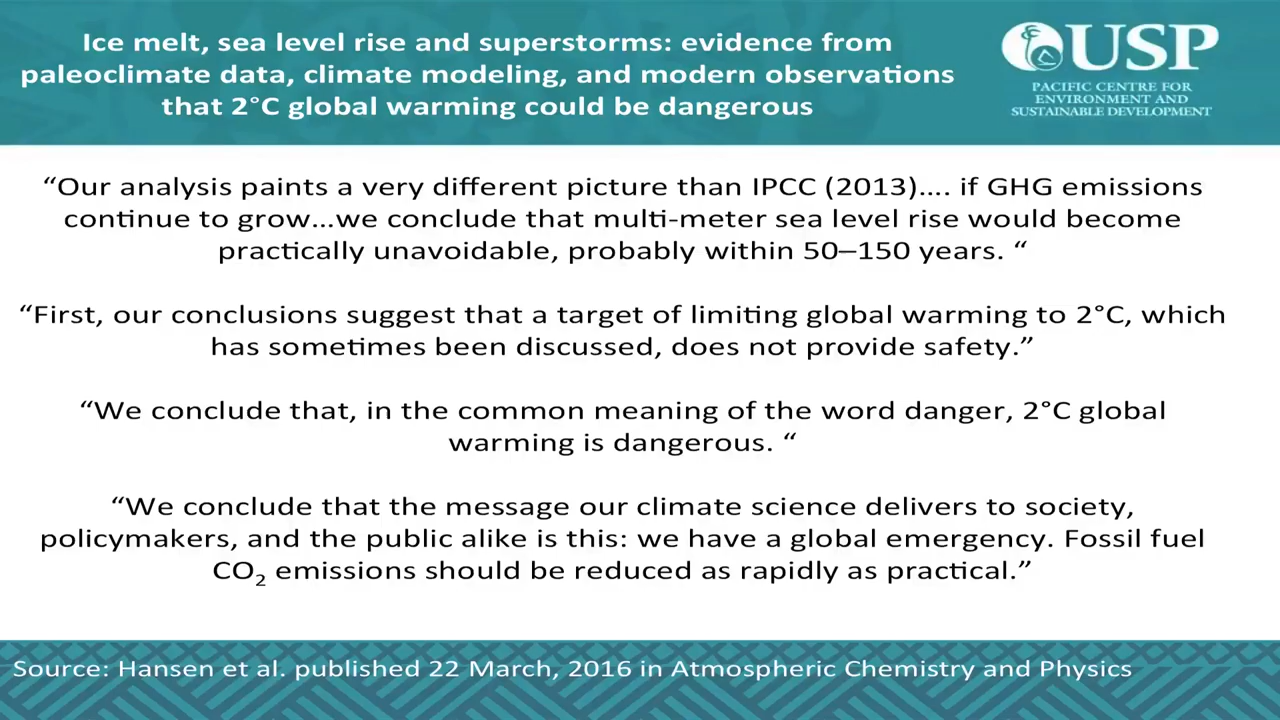 Ice melt, sea level rise and superstorms: evidence from
paleoclimate data, climate modeling, and modern observations
that 2°C global warming could be dangerous
USP
PACIFIC CENTRE FOR
ENVIRONMENT AND
SUSTAINABLE DEVELOPMENT
“Our analysis paints a very different picture than IPCC (2013)…. if GHG emissions
continue to grow…we conclude that multi-meter sea level rise would become
practically unavoidable, probably within 50–150 years. “
“First, our conclusions suggest that a target of limiting global warming to 2°C, which
has sometimes been discussed, does not provide safety.”
“We conclude that, in the common meaning of the word danger, 2°C global
warming is dangerous. “
“We conclude that the message our climate science delivers to society,
policymakers, and the public alike is this: we have a global emergency. Fossil fuel
CO₂ emissions should be reduced as rapidly as practical.”
Source: Hansen et al. published 22 March, 2016 in Atmospheric Chemistry and Physics